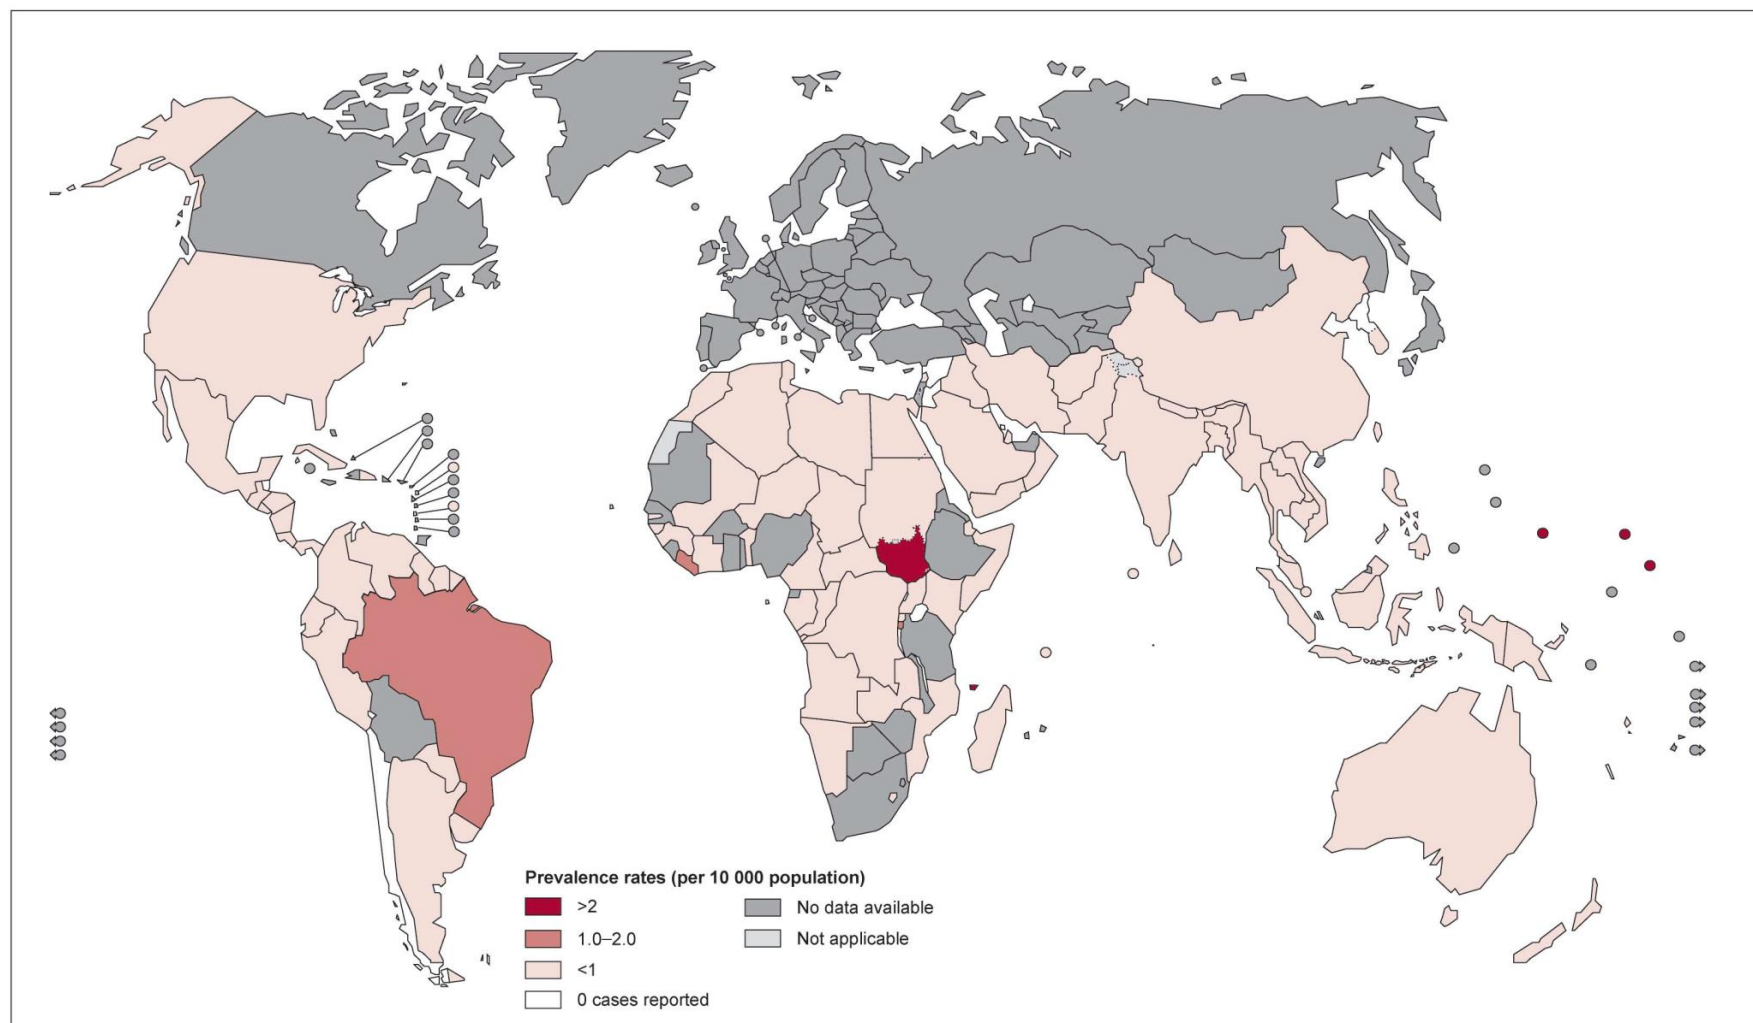 Prevalence rates (per 10 000 population)
>2
1.0–2.0
<1
0 cases reported
No data available
Not applicable